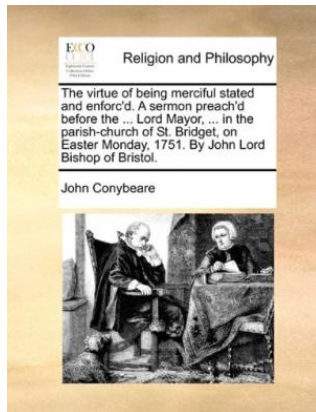 ECCO
Religion and Philosophy
The virtue of being merciful stated
and enforc'd. A sermon preach'd
before the ... Lord Mayor, ... in the
parish-church of St. Bridget, on
Easter Monday, 1751. By John Lord
Bishop of Bristol.
John Conybeare